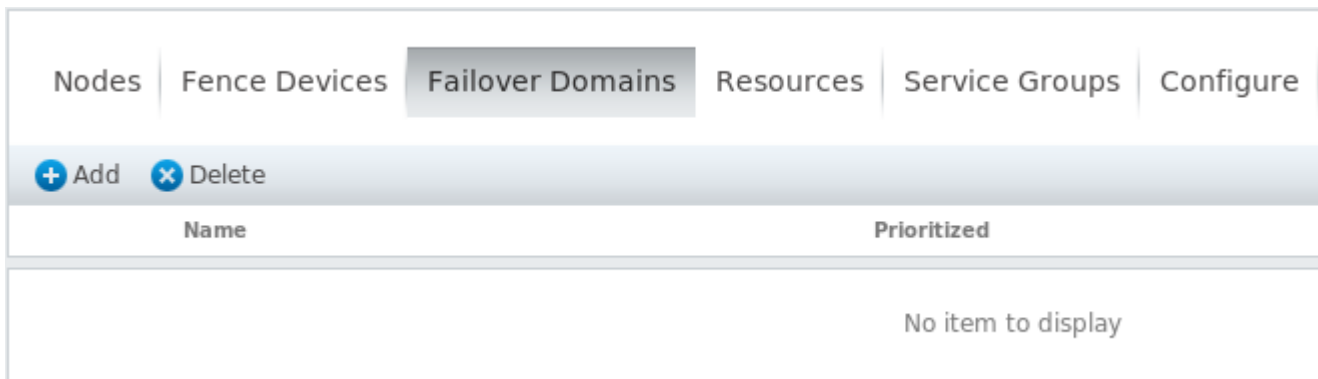 Nodes Fence Devices Failover Domains Resources Service Groups Configure
Add Delete
Name Prioritized
No item to display